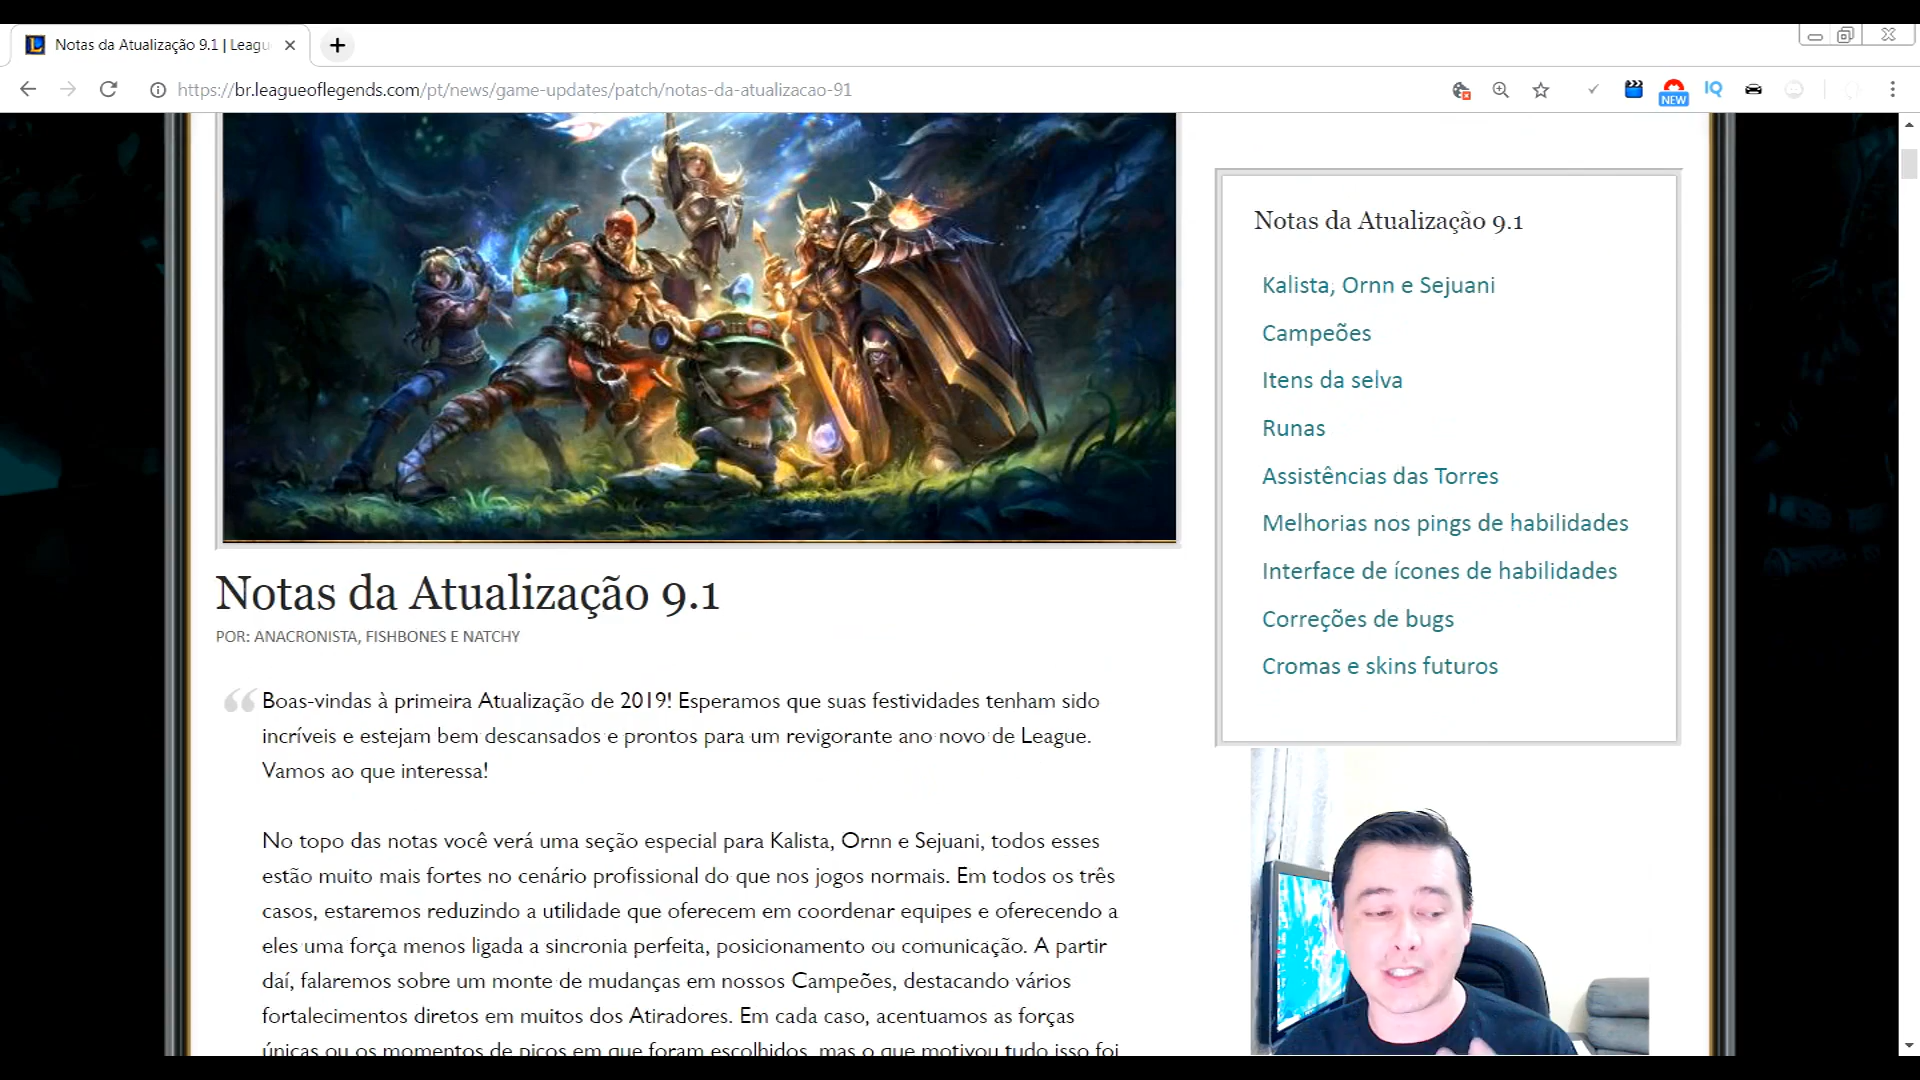 Notas da Atualização 9.1 | Leagu
https://br.leagueoflegends.com/pt/news/game-updates/patch/notas-da-atualizacao-91
NEW
IQ
Notas da Atualização 9.1
POR: ANACRONISTA, FISHBONES E NATCHY
Boas-vindas à primeira Atualização de 2019! Esperamos que suas festividades tenham sido
incríveis e estejam bem descansados e prontos para um revigorante ano novo de League.
Vamos ao que interessa!
No topo das notas você verá uma seção especial para Kalista, Ornn e Sejuani, todos esses
estão muito mais fortes no cenário profissional do que nos jogos normais. Em todos os três
casos, estaremos reduzindo a utilidade que oferecem em coordenar equipes e oferecendo a
eles uma força menos ligada a sincronia perfeita, posicionamento ou comunicação. A partir
daí, falaremos sobre um monte de mudanças em nossos Campeões, destacando vários
fortalecimentos diretos em muitos dos Atiradores. Em cada caso, acentuamos as forças
únicas ou os momentos de picos em que foram escolhidos, mas o que motivou tudo isso foi
Notas da Atualização 9.1
Kalista, Ornn e Sejuani
Campeões
Itens da selva
Runas
Assistências das Torres
Melhorias nos pings de habilidades
Interface de ícones de habilidades
Correções de bugs
Cromas e skins futuros